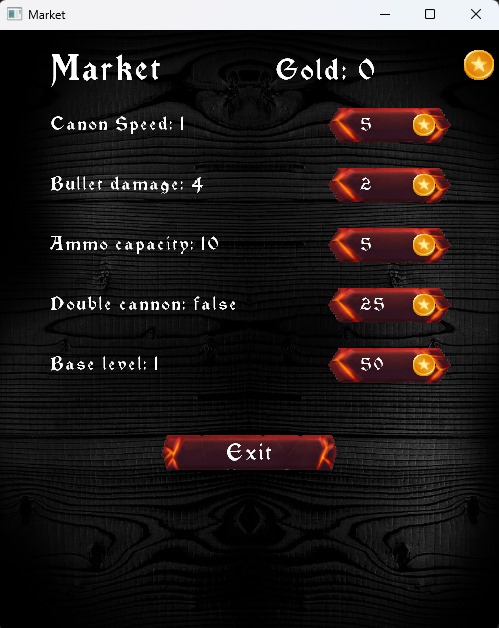 Market
Market Gold: 0
Canon Speed: 1 5
Bullet damage: 4 2
Ammo capacity: 10 5
Double cannon: false 25
Base level: 1 50
Exit